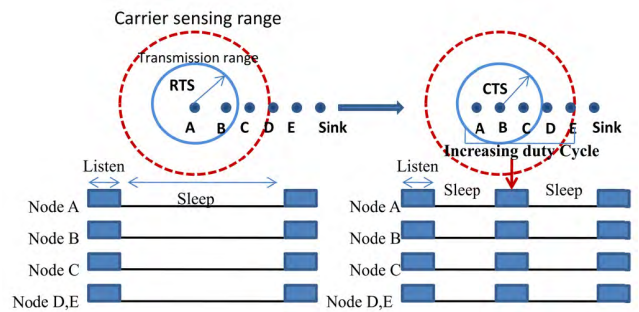 Carrier sensing range
Transmission range
RTS
CTS
A B C D E Sink
A B C D E Sink
Increasing duty Cycle
Listen
Sleep
Listen
Sleep
Sleep
Node A
Node B
Node C
Node D,E
Node A
Node B
Node C
Node D,E